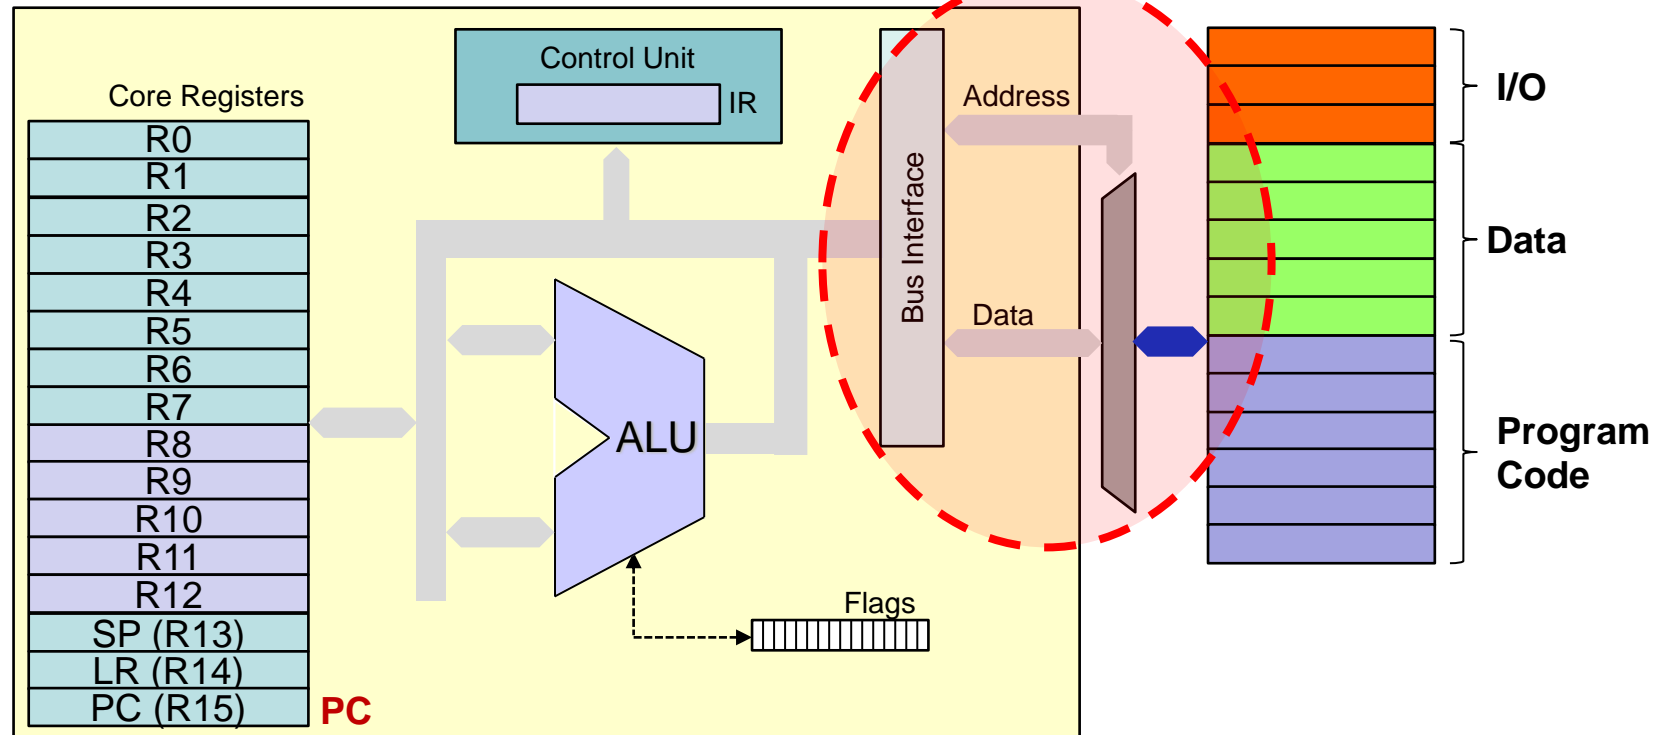 Control Unit
IR
Core Registers
R0
R1
R2
R3
R4
R5
R6
R7
R8
R9
R10
R11
R12
SP (R13)
LR (R14)
PC (R15)
PC
ALU
Flags
Bus Interface
Address
Data
I/O
Data
Program
Code